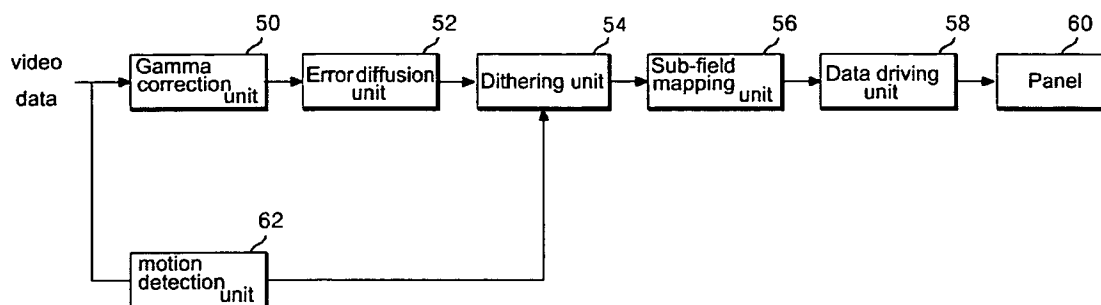 50
52
54
56
58
60
video
data
Gamma
correction
unit
Error diffusion
unit
Dithering unit
Sub-field
mapping
unit
Data driving
unit
Panel
62
motion
detection
unit